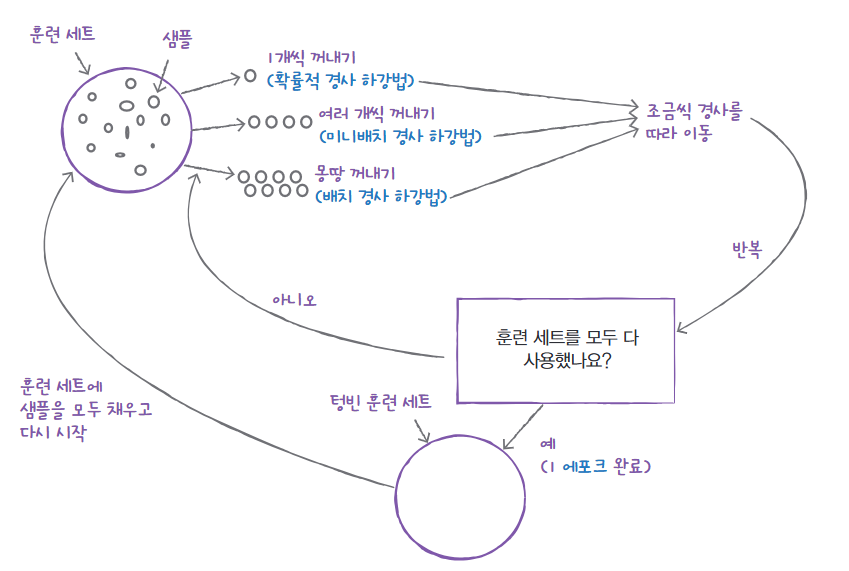 훈련 세트
샘플
1개씩 꺼내기
(확률적 경사 하강법)
여러 개씩 꺼내기
(미니배치 경사 하강법)
몽땅 꺼내기
(배치 경사 하강법)
조금씩 경사를
따라 이동
반복
아니오
훈련 세트를 모두 다
사용했나요?
훈련 세트에
샘플을 모두 채우고
다시 시작
텅빈 훈련 세트
예
(1 에포크 완료)